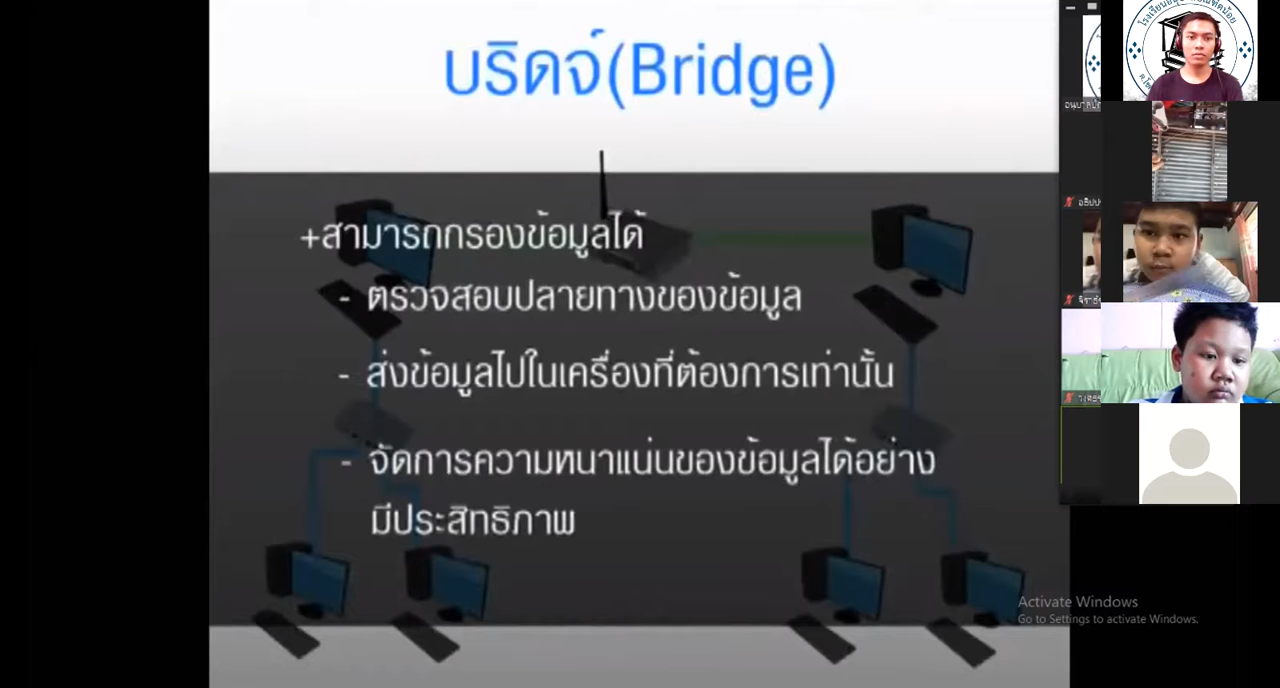 บริดจ์(Bridge)
+สามารถกรองข้อมูลได้
- ตรวจสอบปลายทางของข้อมูล
- ส่งข้อมูลไปในเครื่องที่ต้องการเท่านั้น
- จัดการความหนาแน่นของข้อมูลได้อย่าง
มีประสิทธิภาพ
Activate Windows
Go to Settings to activate Windows.